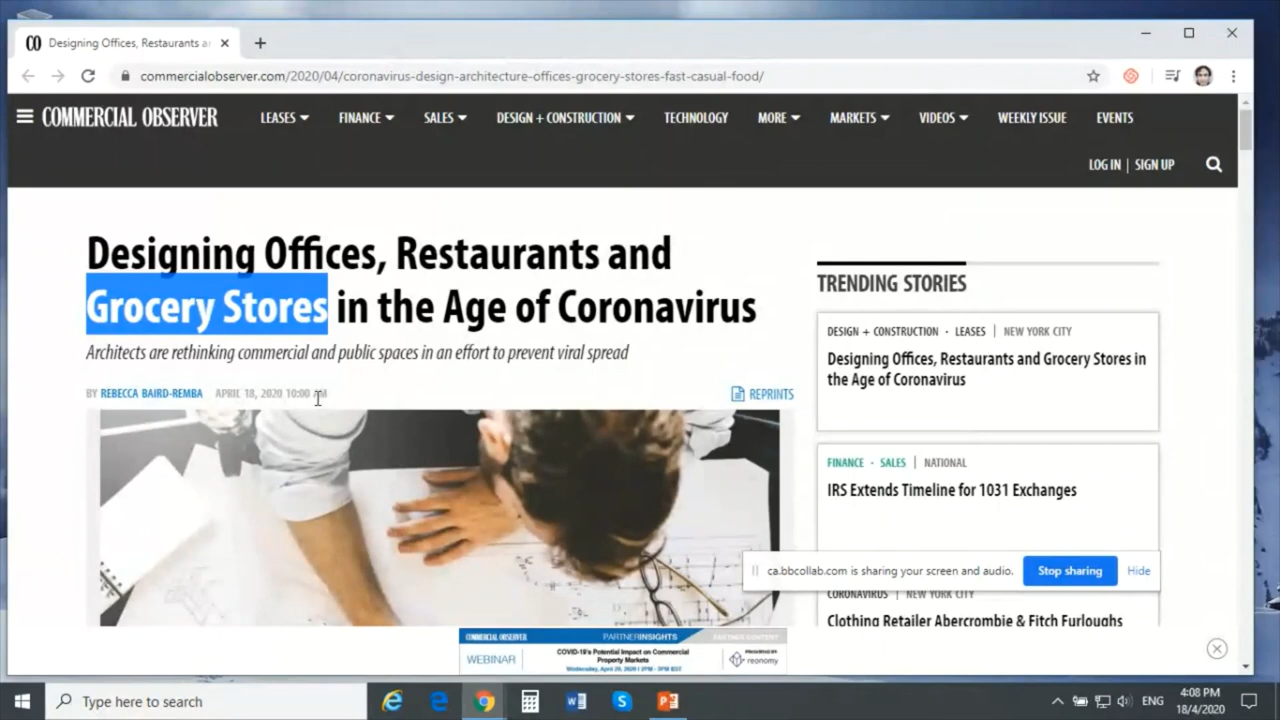 CO Designing Offices, Restaurants a
commercialobserver.com/2020/04/coronavirus-design-architecture-offices-grocery-stores-fast-casual-food/
COMMERCIAL OBSERVER LEASES FINANCE SALES DESIGN + CONSTRUCTION TECHNOLOGY MORE MARKETS VIDEOS WEEKLY ISSUE EVENTS
LOG IN | SIGN UP
Designing Offices, Restaurants and
Grocery Stores in the Age of Coronavirus
Architects are rethinking commercial and public spaces in an effort to prevent viral spread
BY REBECCA BAIRD-REMBA APRIL 18, 2020 10:00
REPRINTS
TRENDING STORIES
DESIGN + CONSTRUCTION · LEASES | NEW YORK CITY
Designing Offices, Restaurants and Grocery Stores in
the Age of Coronavirus
FINANCE · SALES | NATIONAL
IRS Extends Timeline for 1031 Exchanges
ca.bbcollab.com is sharing your screen and audio. Stop sharing Hide
CORONAVIRUS | NEW YORK CITY
Clothing Retailer Abercrombie & Fitch Furloughs
COMMERCIAL OBSERVER PARTNERINSIGHTS PARTNER CONTENT
WEBINAR
COVID-19's Potential Impact on Commercial
Property Markets
Wednesday, April 29, 2020 | 2PM - 3PM EST
PRESENTED BY
reonomy
Type here to search
ENG
4:08 PM
18/4/2020